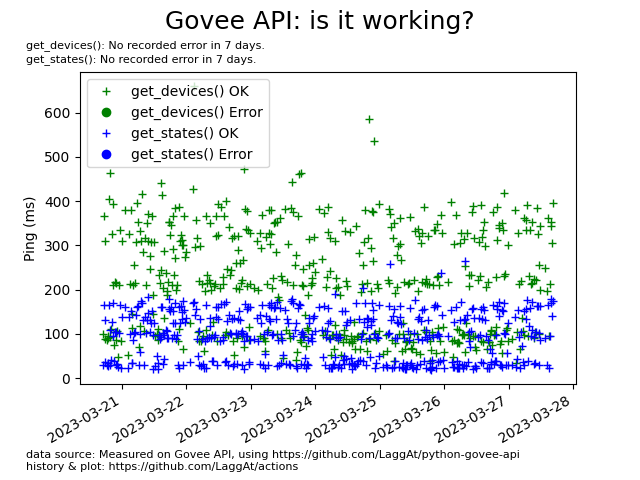 Govee API: is it working?
get_devices(): No recorded error in 7 days.
get_states(): No recorded error in 7 days.
get_devices() OK
get_devices() Error
get_states() OK
get_states() Error
Ping (ms)
600
500
400
300
200
100
0
2023-03-21
2023-03-22
2023-03-23
2023-03-24
2023-03-25
2023-03-26
2023-03-27
2023-03-28
data source: Measured on Govee API, using https://github.com/LaggAt/python-govee-api
history & plot: https://github.com/LaggAt/actions